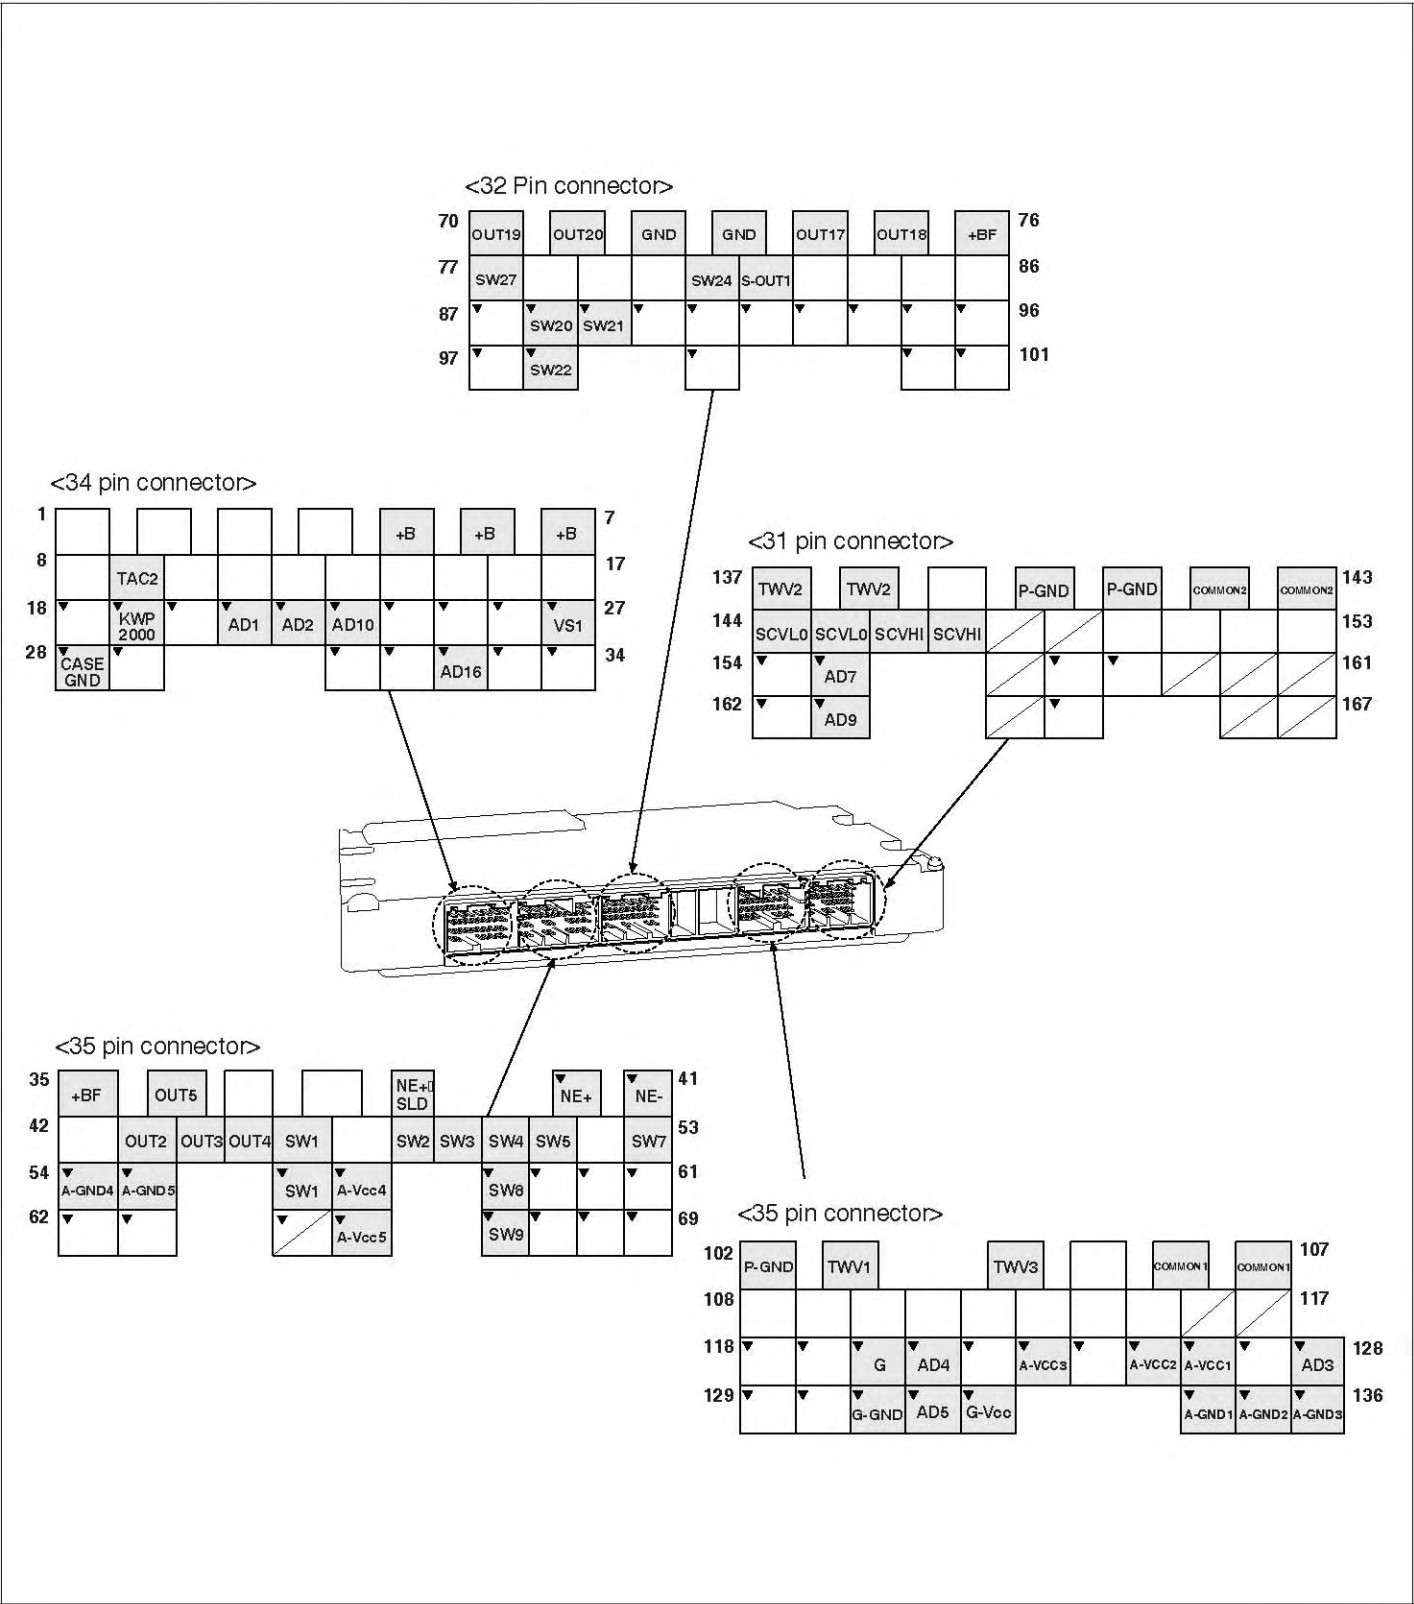 <32 Pin connector>
70 OUT19 OUT20 GND GND OUT17 OUT18 +BF 76
77 SW27 SW24 S-OUT1 86
87 SW20 SW21 96
97 SW22 101
<34 pin connector>
1 +B +B +B 7
8 TAC2 17
18 KWP 2000 AD1 AD2 AD10 VS1 27
28 CASE GND AD16 34
<31 pin connector>
137 TWV2 TWV2 P-GND P-GND COMMON2 COMMON2 143
144 SCVL0 SCVL0 SCVHI SCVHI 153
154 AD7 161
162 AD9 167
<35 pin connector>
35 +BF OUT5 NE+ SLD NE+ NE- 41
42 OUT2 OUT3 OUT4 SW1 SW2 SW3 SW4 SW5 SW7 53
54 A-GND4 A-GND5 SW1 A-Vcc4 SW8 61
62 A-Vcc5 SW9 69
<35 pin connector>
102 P-GND TWV1 TWV3 COMMON1 COMMON1 107
108 117
118 G AD4 A-VCC3 A-VCC2 A-VCC1 AD3 128
129 G-GND AD5 G-Vcc A-GND1 A-GND2 A-GND3 136